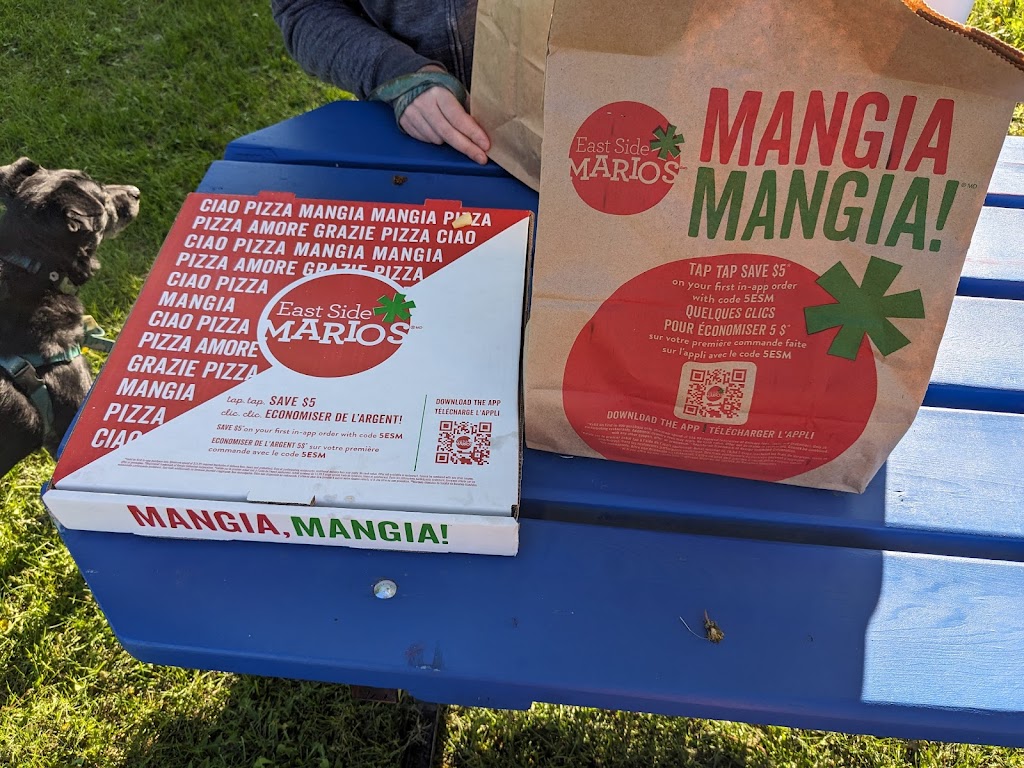 CIAO PIZZA MANGIA MANGIA PIZZA
PIZZA AMORE GRAZIE PIZZA CIAO
CIAO PIZZA MANGIA MANGIA
PIZZA AMORE GRAZIE PIZZA
CIAO PIZZA
MANGIA
CIAO PIZZA
PIZZA AMORE
GRAZIE PIZZA
MANGIA
PIZZA
CIAO
East Side
MARIOS
MD
tap. tap. SAVE $5
clic. clic. ECONOMISER DE L'ARGENT!
SAVE $5* on your first in-app order with code 5ESM
ECONOMISER DE L'ARGENT 5$* sur votre première
commande avec le code 5ESM
DOWNLOAD THE APP
TÉLÉCHARGE L'APPLI
MANGIA, MANGIA!
East Side
MARIOS
MANGIA
MANGIA!
MD
TAP TAP SAVE $5*
on your first in-app order
with code 5ESM
QUELQUES CLICS
POUR ÉCONOMISER 5 $*
sur votre première commande faite
sur l'appli avec le code 5ESM
DOWNLOAD THE APP | TÉLÉCHARGER L'APPLI